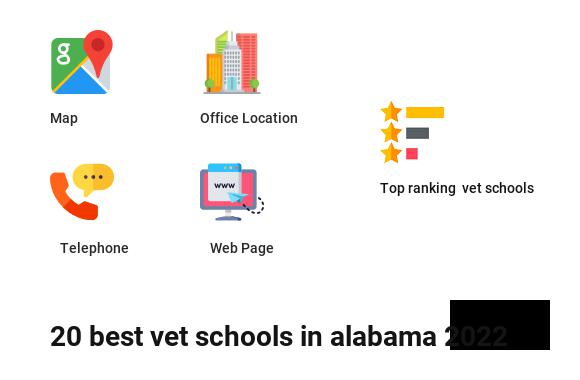 Map
Office Location
Top ranking vet schools
Telephone
www
Web Page
20 best vet schools in alabama 2022